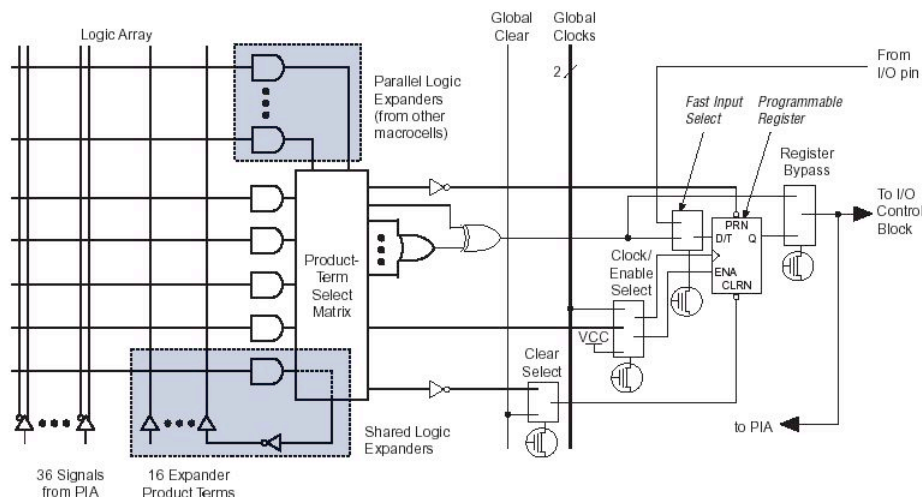 Logic Array
Global
Clear
Global
Clocks
2
Parallel Logic
Expanders
(from other
macrocells)
From
I/O pin
Fast Input
Select
Programmable
Register
Register
Bypass
To I/O
Control
Block
PRN
D/T Q
ENA
CLRN
Product-
Term
Select
Matrix
Clock/
Enable
Select
VCC
Clear
Select
to PIA
Shared Logic
Expanders
36 Signals
from PIA
16 Expander
Product Terms